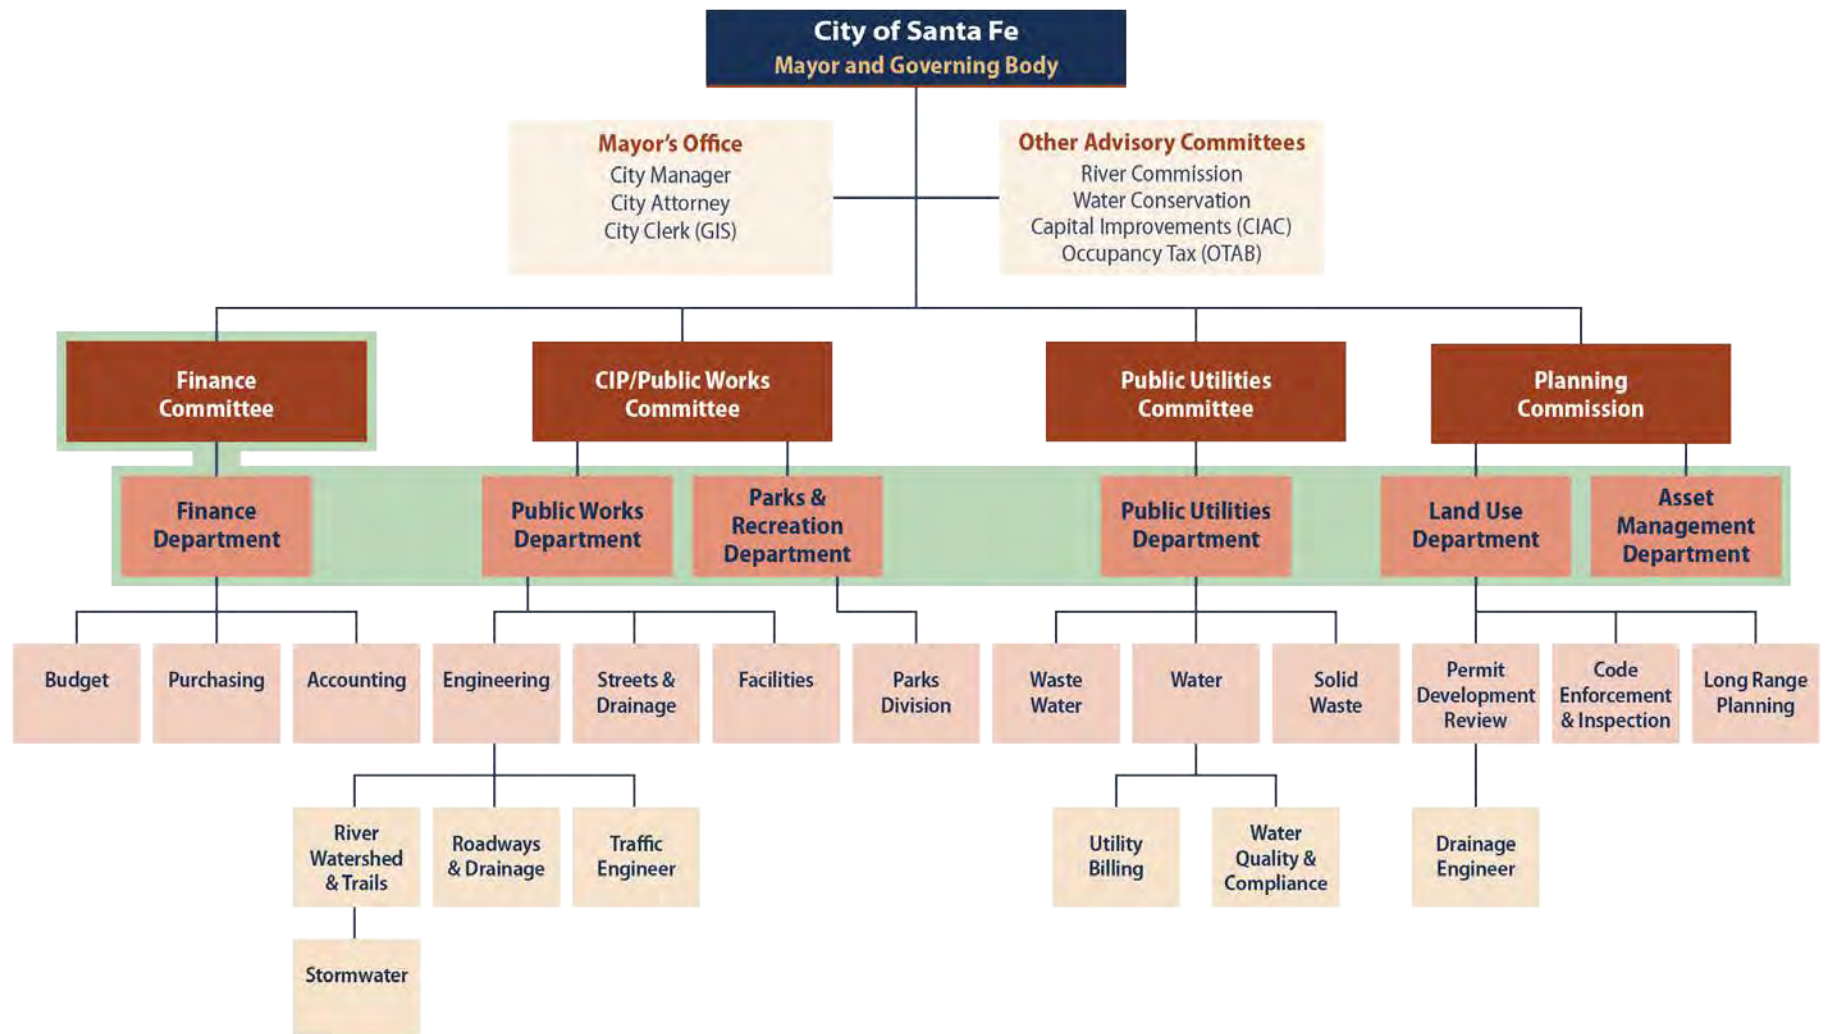 City of Santa Fe
Mayor and Governing Body
Mayor's Office
City Manager
City Attorney
City Clerk (GIS)
Other Advisory Committees
River Commission
Water Conservation
Capital Improvements (CIAC)
Occupancy Tax (OTAB)
Finance
Committee
CIP/Public Works
Committee
Public Utilities
Committee
Planning
Commission
Finance
Department
Public Works
Department
Parks &
Recreation
Department
Public Utilities
Department
Land Use
Department
Asset
Management
Department
Budget
Purchasing
Accounting
Engineering
Streets &
Drainage
Facilities
Parks
Division
Waste
Water
Water
Solid
Waste
Permit
Development
Review
Code
Enforcement
& Inspection
Long Range
Planning
River
Watershed
& Trails
Roadways
& Drainage
Traffic
Engineer
Utility
Billing
Water
Quality &
Compliance
Drainage
Engineer
Stormwater